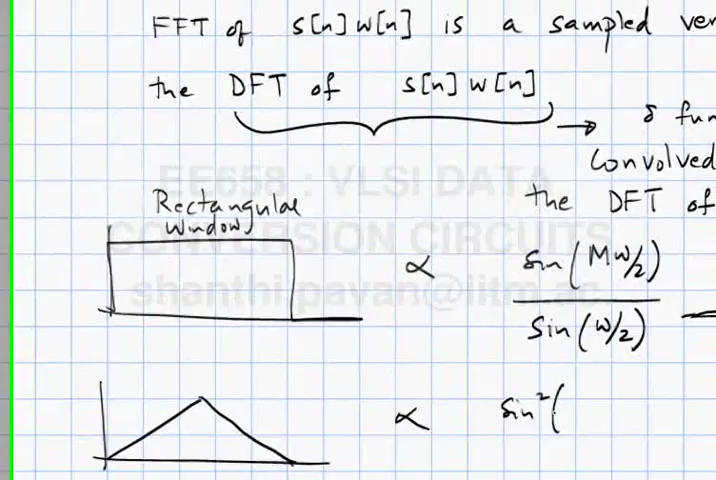 FFT of s[n] w[n] is a sampled ver
the DFT of s[n] w[n]
→ δ fun
Convolved
the DFT of
EE658 : VLSI DATA
CONVERSION CIRCUITS
shanthi.pavan@iitm.ac
Rectangular
window
∝ sin(Mω/2)
sin(ω/2)
∝ sin²(